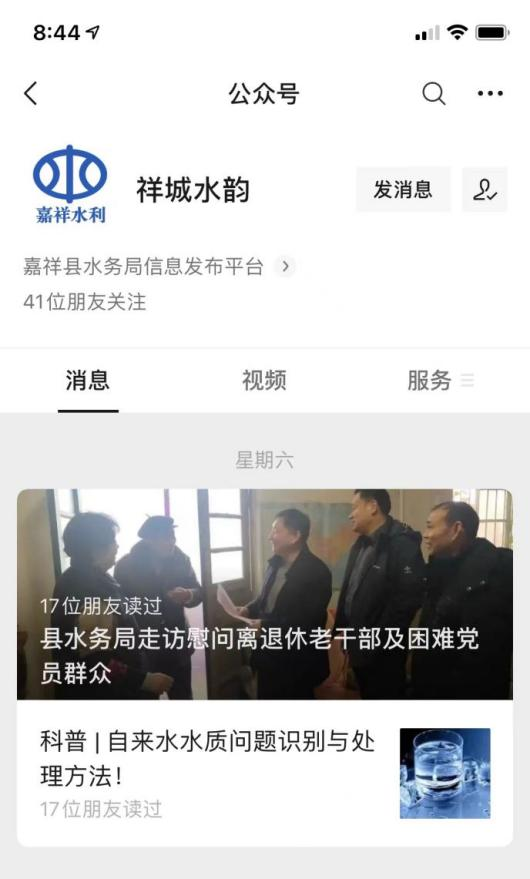 8:44
公众号
嘉祥水利
祥城水韵
发消息
嘉祥县水务局信息发布平台
41位朋友关注
消息
视频
服务
星期六
17位朋友读过
县水务局走访慰问离退休老干部及困难党
员群众
科普 | 自来水水质问题识别与处
理方法！
17位朋友读过